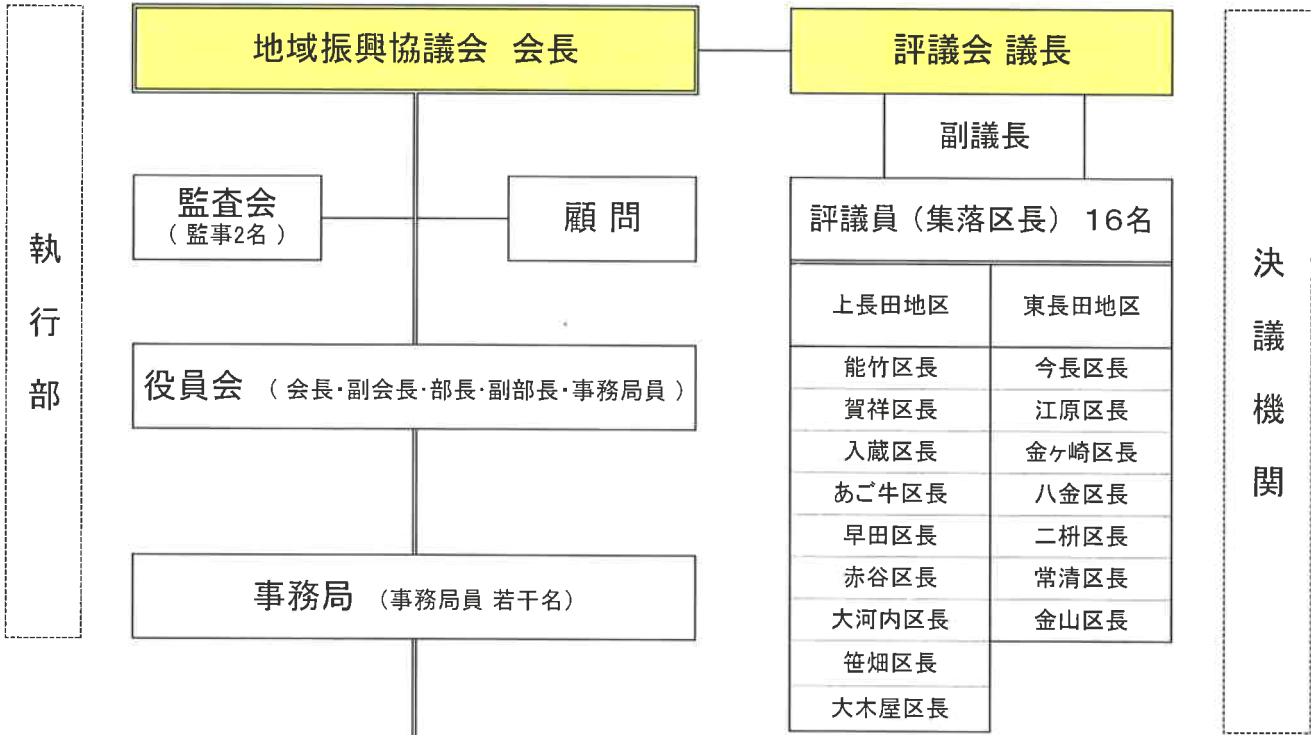 地域振興協議会 会長
評議会 議長
副議長
執行部
監査会
（ 監事2名 ）
顧 問
役員会 （ 会長・副会長・部長・副部長・事務局員 ）
事務局 （事務局員 若干名）
評議員（集落区長） 16名
上長田地区
東長田地区
能竹区長
今長区長
賀祥区長
江原区長
入蔵区長
金ヶ崎区長
あご牛区長
八金区長
早田区長
二枡区長
赤谷区長
常清区長
大河内区長
金山区長
笹畑区長
大木屋区長
決議機関